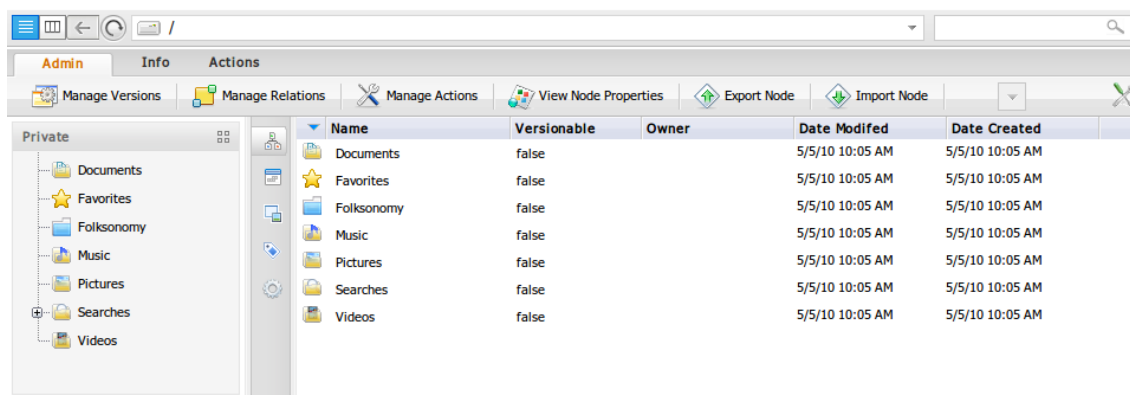 /
Admin Info Actions
Manage Versions Manage Relations Manage Actions View Node Properties Export Node Import Node
Private
Documents
Favorites
Folksonomy
Music
Pictures
Searches
Videos
Name Versionable Owner Date Modifed Date Created
Documents false 5/5/10 10:05 AM 5/5/10 10:05 AM
Favorites false 5/5/10 10:05 AM 5/5/10 10:05 AM
Folksonomy false 5/5/10 10:05 AM 5/5/10 10:05 AM
Music false 5/5/10 10:05 AM 5/5/10 10:05 AM
Pictures false 5/5/10 10:05 AM 5/5/10 10:05 AM
Searches false 5/5/10 10:05 AM 5/5/10 10:05 AM
Videos false 5/5/10 10:05 AM 5/5/10 10:05 AM